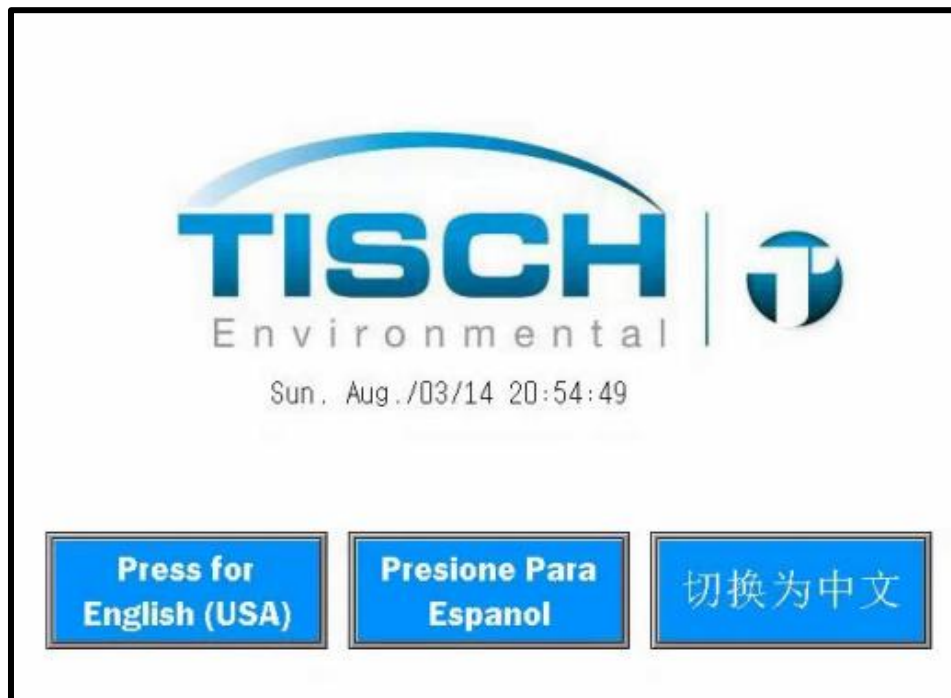 TISCH
Environmental
Sun. Aug./03/14 20:54:49
Press for
English (USA)
Presione Para
Espanol
切换为中文